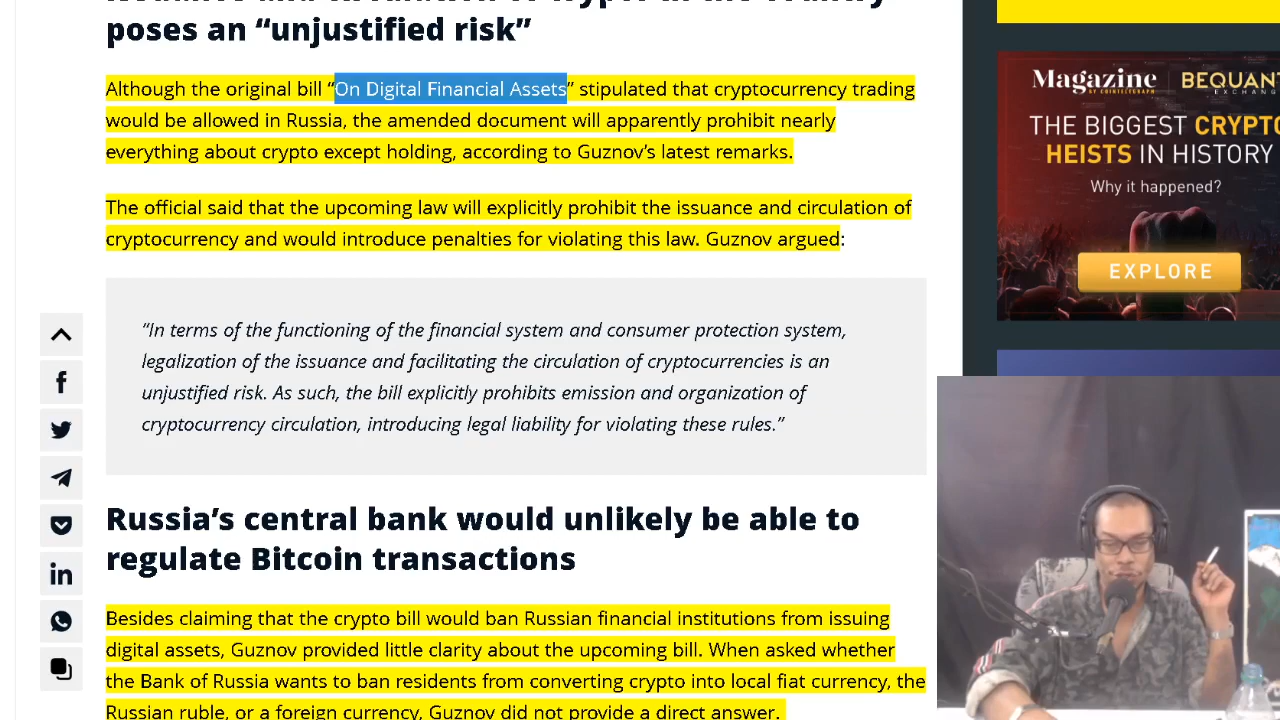 poses an “unjustified risk”
Although the original bill “On Digital Financial Assets” stipulated that cryptocurrency trading
would be allowed in Russia, the amended document will apparently prohibit nearly
everything about crypto except holding, according to Guznov’s latest remarks.
The official said that the upcoming law will explicitly prohibit the issuance and circulation of
cryptocurrency and would introduce penalties for violating this law. Guznov argued:
“In terms of the functioning of the financial system and consumer protection system,
legalization of the issuance and facilitating the circulation of cryptocurrencies is an
unjustified risk. As such, the bill explicitly prohibits emission and organization of
cryptocurrency circulation, introducing legal liability for violating these rules.”
Russia’s central bank would unlikely be able to
regulate Bitcoin transactions
Besides claiming that the crypto bill would ban Russian financial institutions from issuing
digital assets, Guznov provided little clarity about the upcoming bill. When asked whether
the Bank of Russia wants to ban residents from converting crypto into local fiat currency, the
Russian ruble, or a foreign currency, Guznov did not provide a direct answer.
Magazine
BY COINTELEGRAPH
BEQUANT
EXCHANG
THE BIGGEST CRYPTO
HEISTS IN HISTORY
Why it happened?
EXPLORE